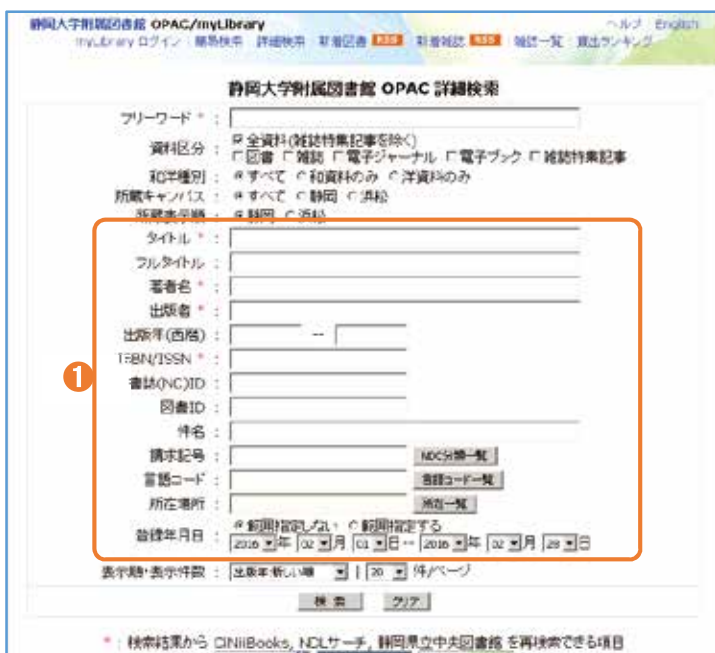 静岡大学附属図書館 OPAC/myLibrary
ヘルプ English
myLibrary ログイン 簡易検索 詳細検索 新着図書 RSS 新着雑誌 RSS 雑誌一覧 貸出ランキング
静岡大学附属図書館 OPAC 詳細検索
フリーワード * :
資料区分 : 全資料(雑誌特集記事を除く)
図書 雑誌 電子ジャーナル 電子ブック 雑誌特集記事
和洋種別 : すべて 和資料のみ 洋資料のみ
所蔵キャンパス : すべて 静岡 浜松
所蔵表示順 : 静岡 浜松
タイトル * :
フルタイトル :
著者名 * :
出版者 * :
出版年(西暦) : --
ISBN/ISSN * :
1
書誌(NC)ID :
図書ID :
件名 :
請求記号 : NDC分類一覧
言語コード : 言語コード一覧
所在場所 : 所在一覧
登録年月日 : 範囲指定しない 範囲指定する
2016 年 02 月 01 日 -- 2016 年 02 月 28 日
表示順・表示件数 : 出版年:新しい順 | 20 件/ページ
検索 クリア
* : 検索結果から CiNiiBooks, NDLサーチ, 静岡県立中央図書館 を再検索できる項目